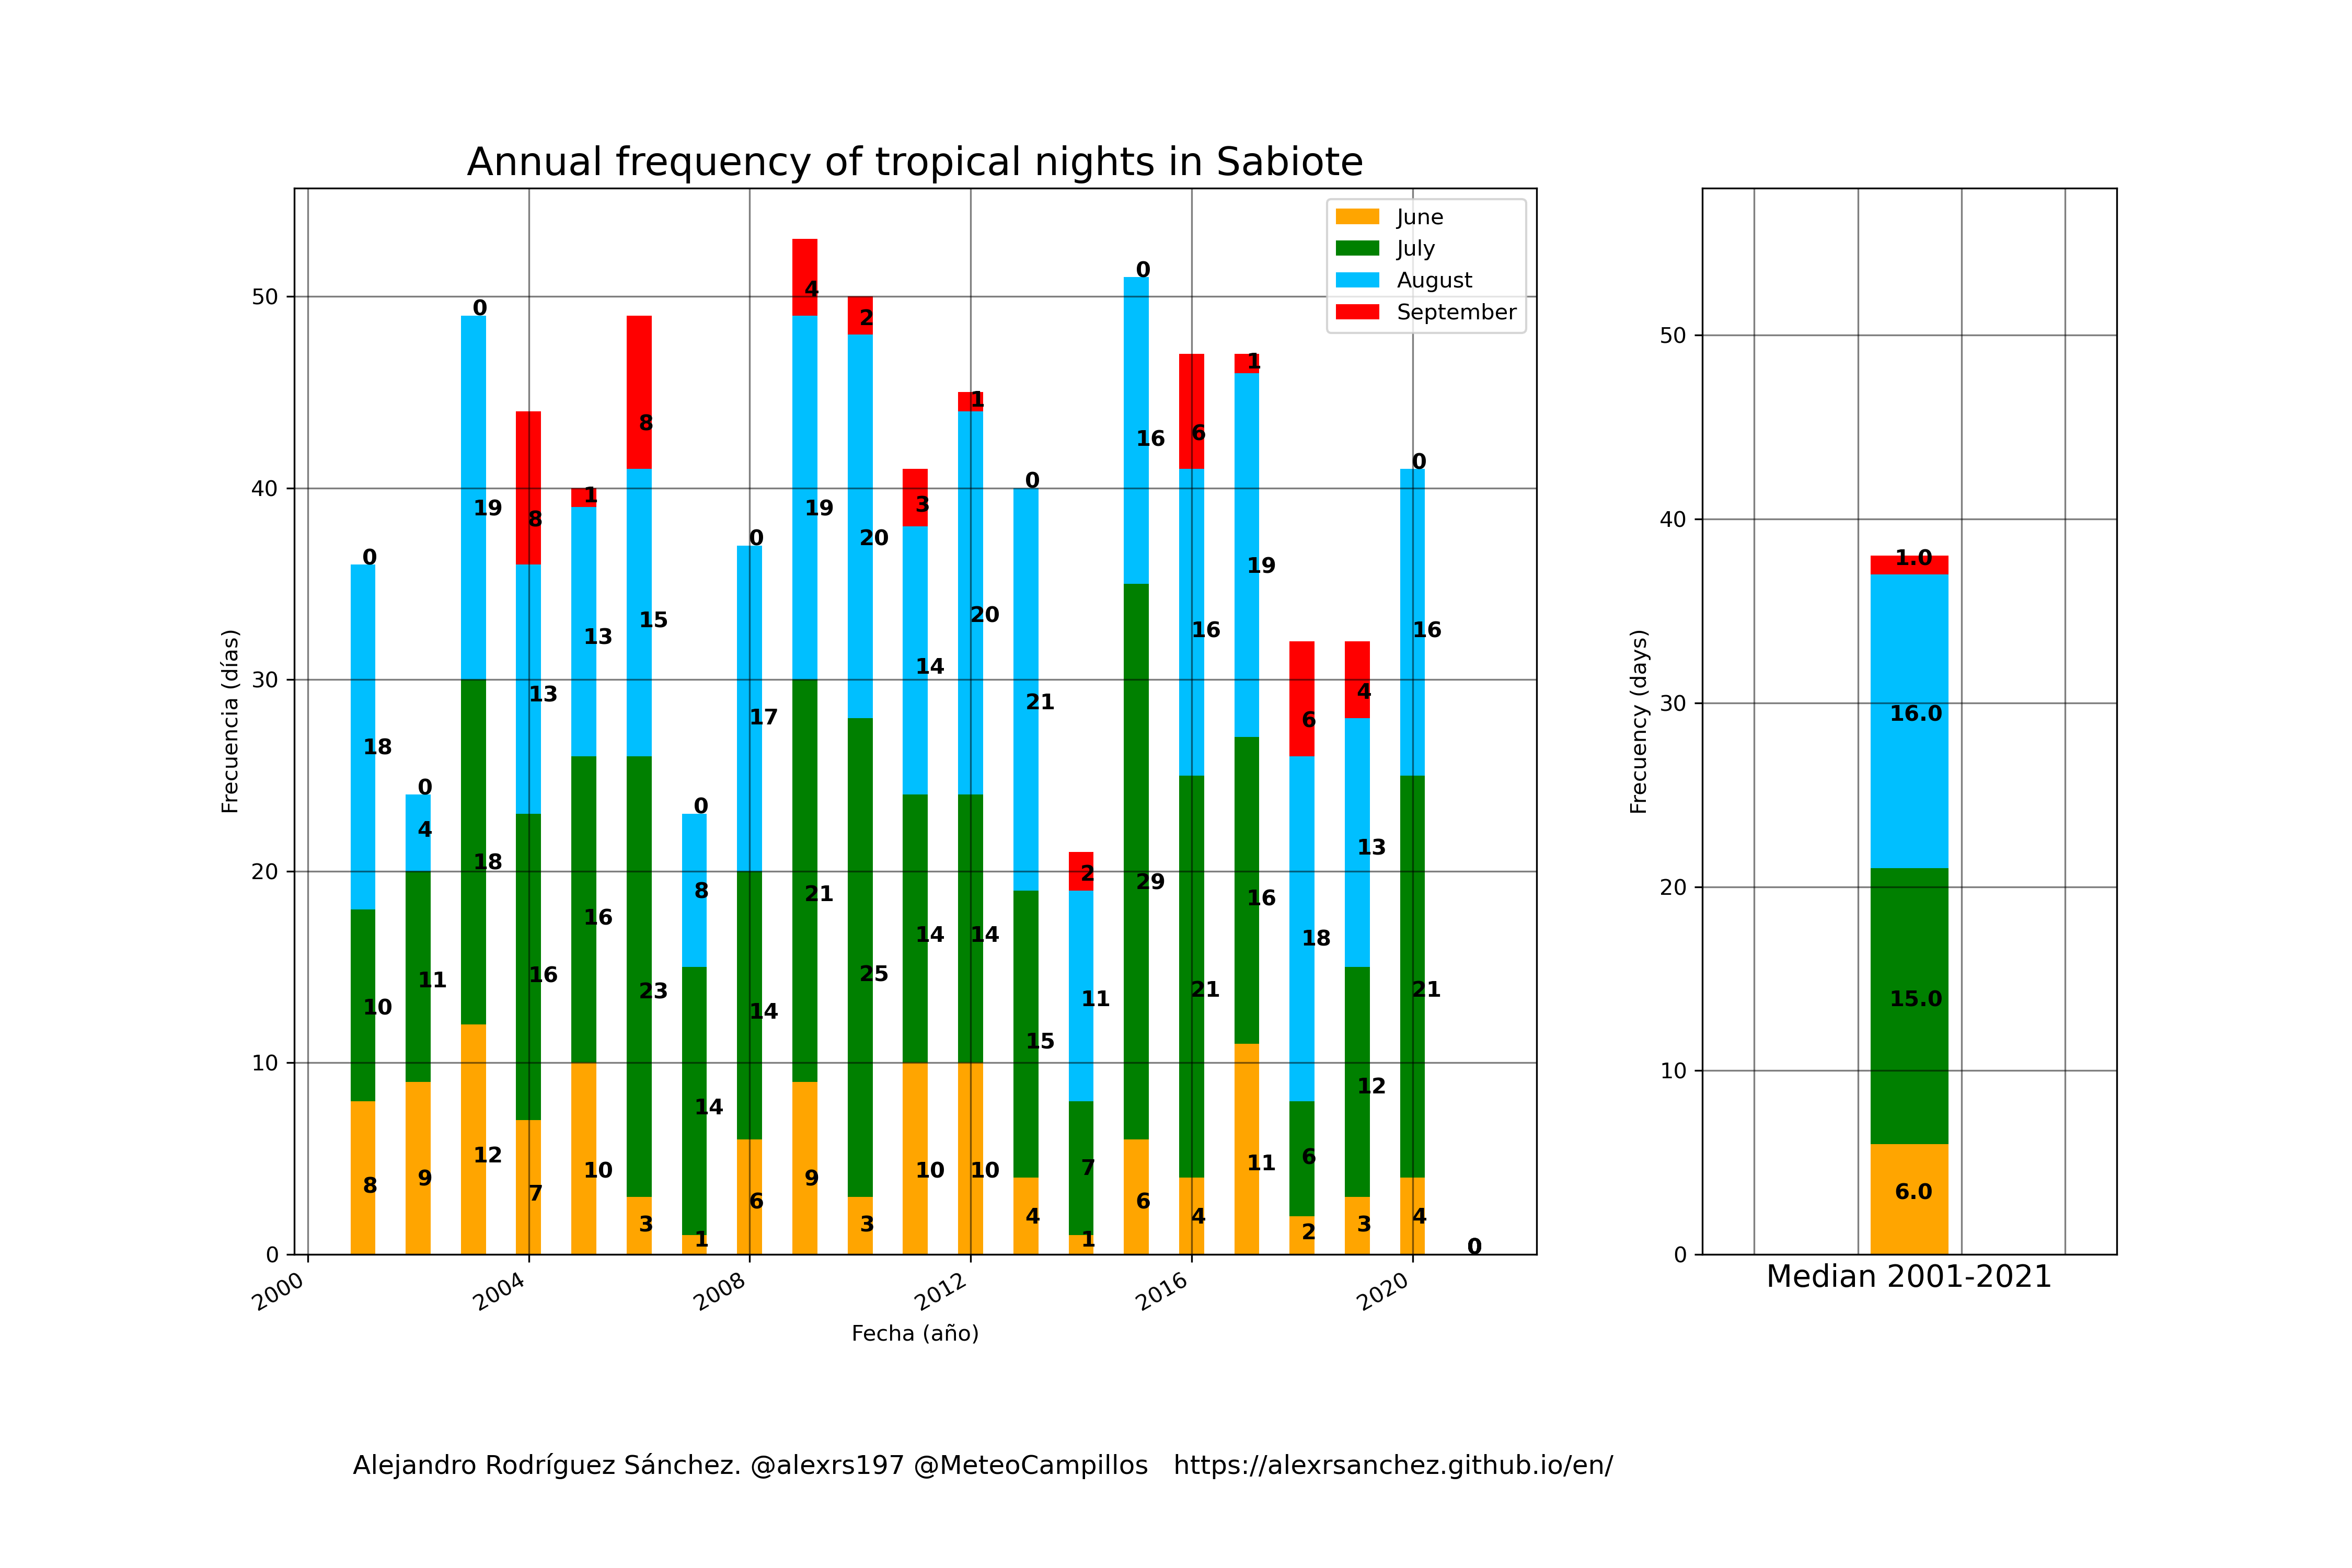 Annual frequency of tropical nights in Sabiote
June
July
August
September
Frecuencia (días)
50
40
30
20
10
0
0 0 0 8 1 8 0 0 4 2 3 1 0 2 0 6 1 6 4 0 0
18 4 19 13 13 15 8 17 19 20 14 20 21 11 16 16 19 18 13 16
10 11 18 16 16 23 14 14 21 25 14 14 15 7 29 21 16 6 12 21
8 9 12 7 10 3 1 6 9 3 10 10 4 1 6 4 11 2 3 4
2000 2004 2008 2012 2016 2020
Fecha (año)
Frecuency (days)
50
40
30
20
10
0
1.0
16.0
15.0
6.0
Median 2001-2021
Alejandro Rodríguez Sánchez. @alexrs197 @MeteoCampillos https://alexrsanchez.github.io/en/